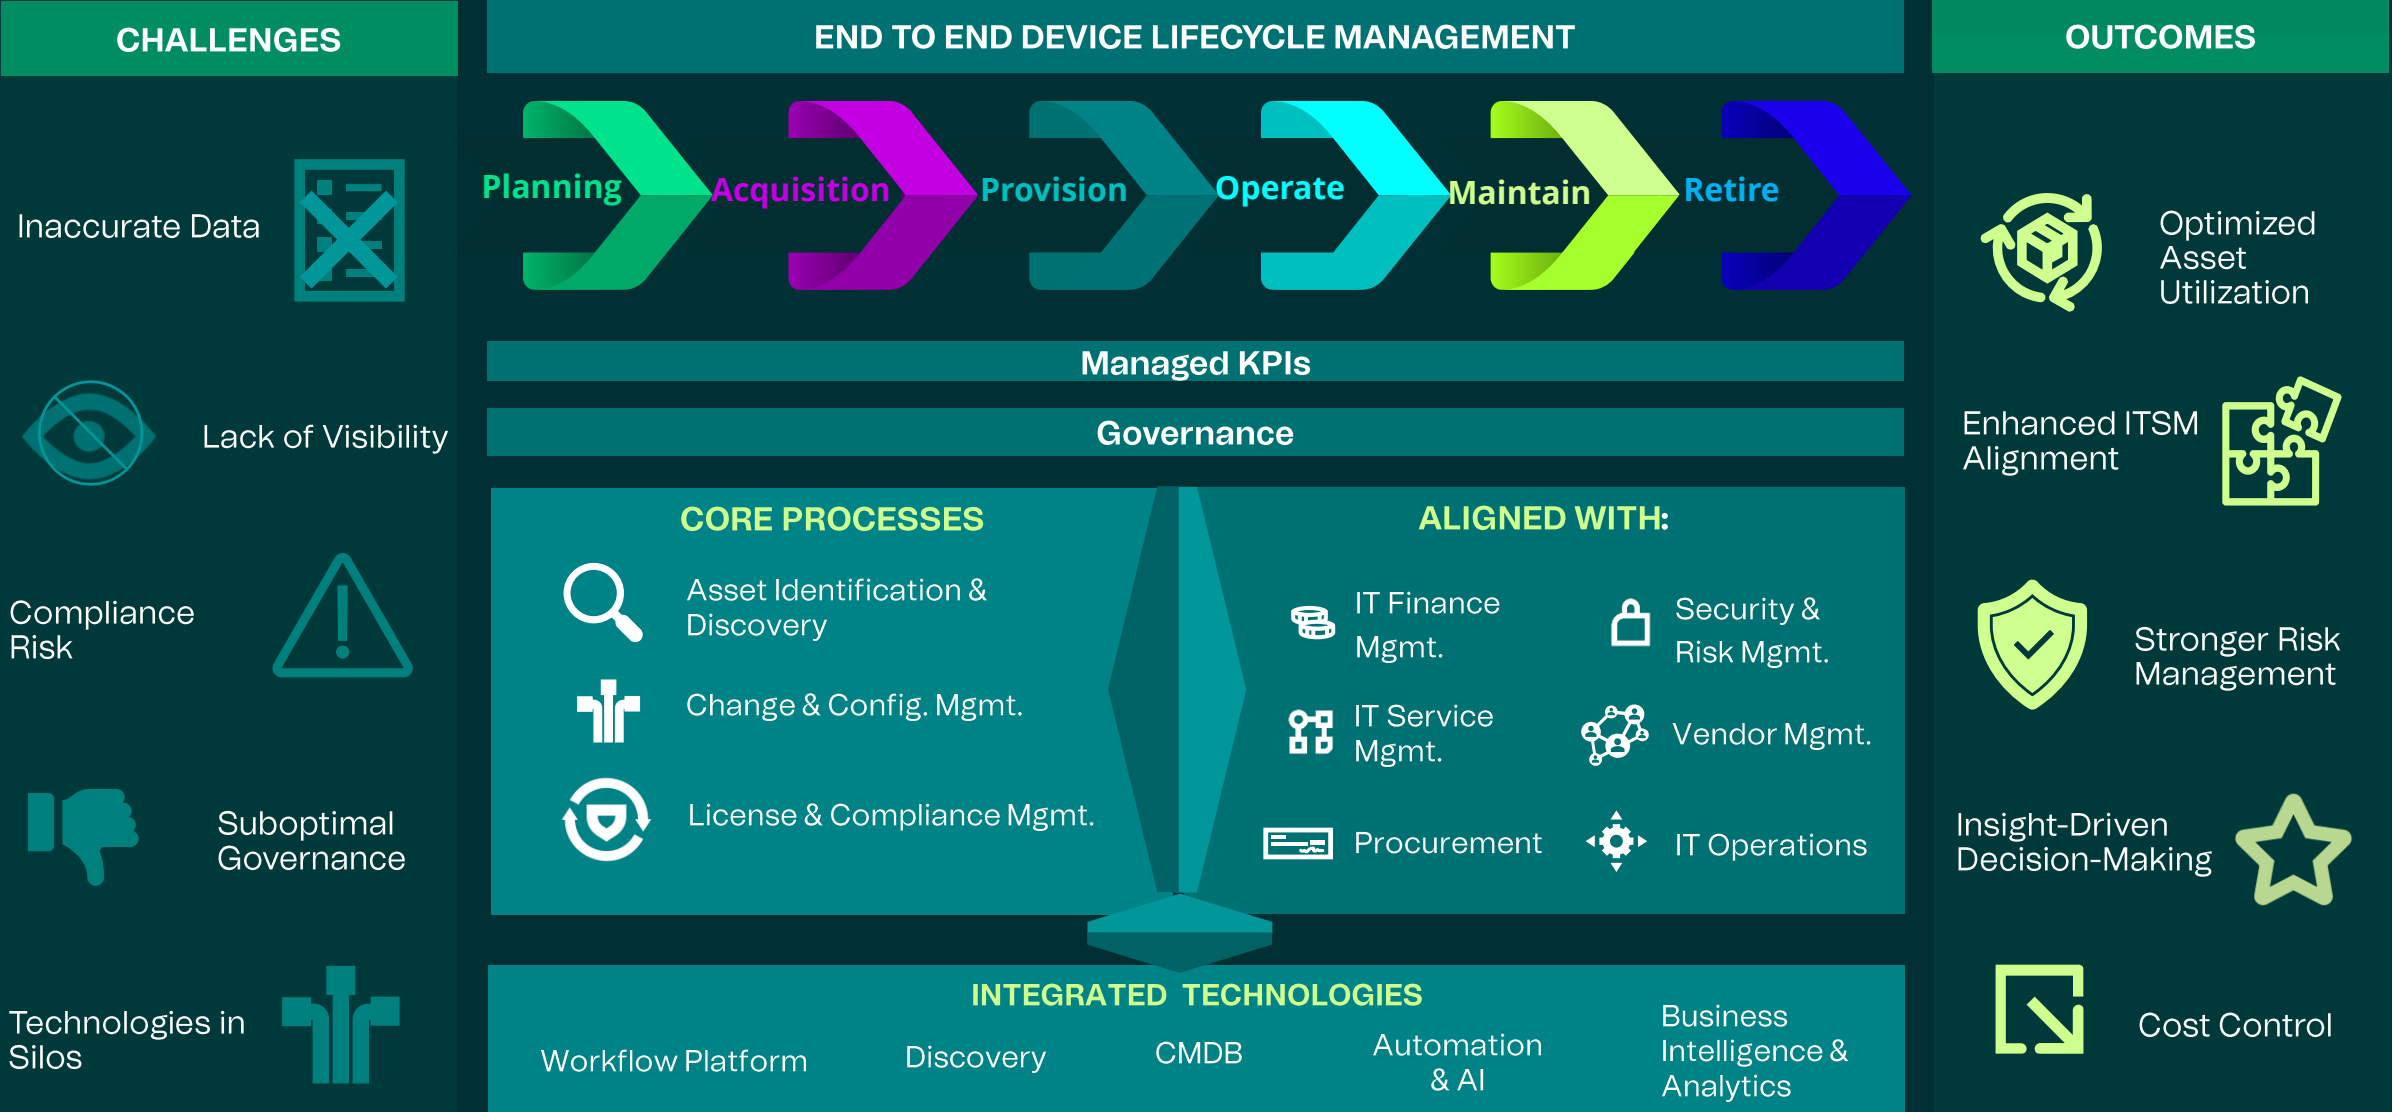 CHALLENGES
Inaccurate Data
Lack of Visibility
Compliance
Risk
Suboptimal
Governance
Technologies in
Silos
END TO END DEVICE LIFECYCLE MANAGEMENT
Planning
Acquisition
Provision
Operate
Maintain
Retire
Managed KPIs
Governance
CORE PROCESSES
Asset Identification &
Discovery
Change & Config. Mgmt.
License & Compliance Mgmt.
ALIGNED WITH:
IT Finance
Mgmt.
Security &
Risk Mgmt.
IT Service
Mgmt.
Vendor Mgmt.
Procurement
IT Operations
INTEGRATED TECHNOLOGIES
Workflow Platform
Discovery
CMDB
Automation
& AI
Business
Intelligence &
Analytics
OUTCOMES
Optimized
Asset
Utilization
Enhanced ITSM
Alignment
Stronger Risk
Management
Insight-Driven
Decision-Making
Cost Control